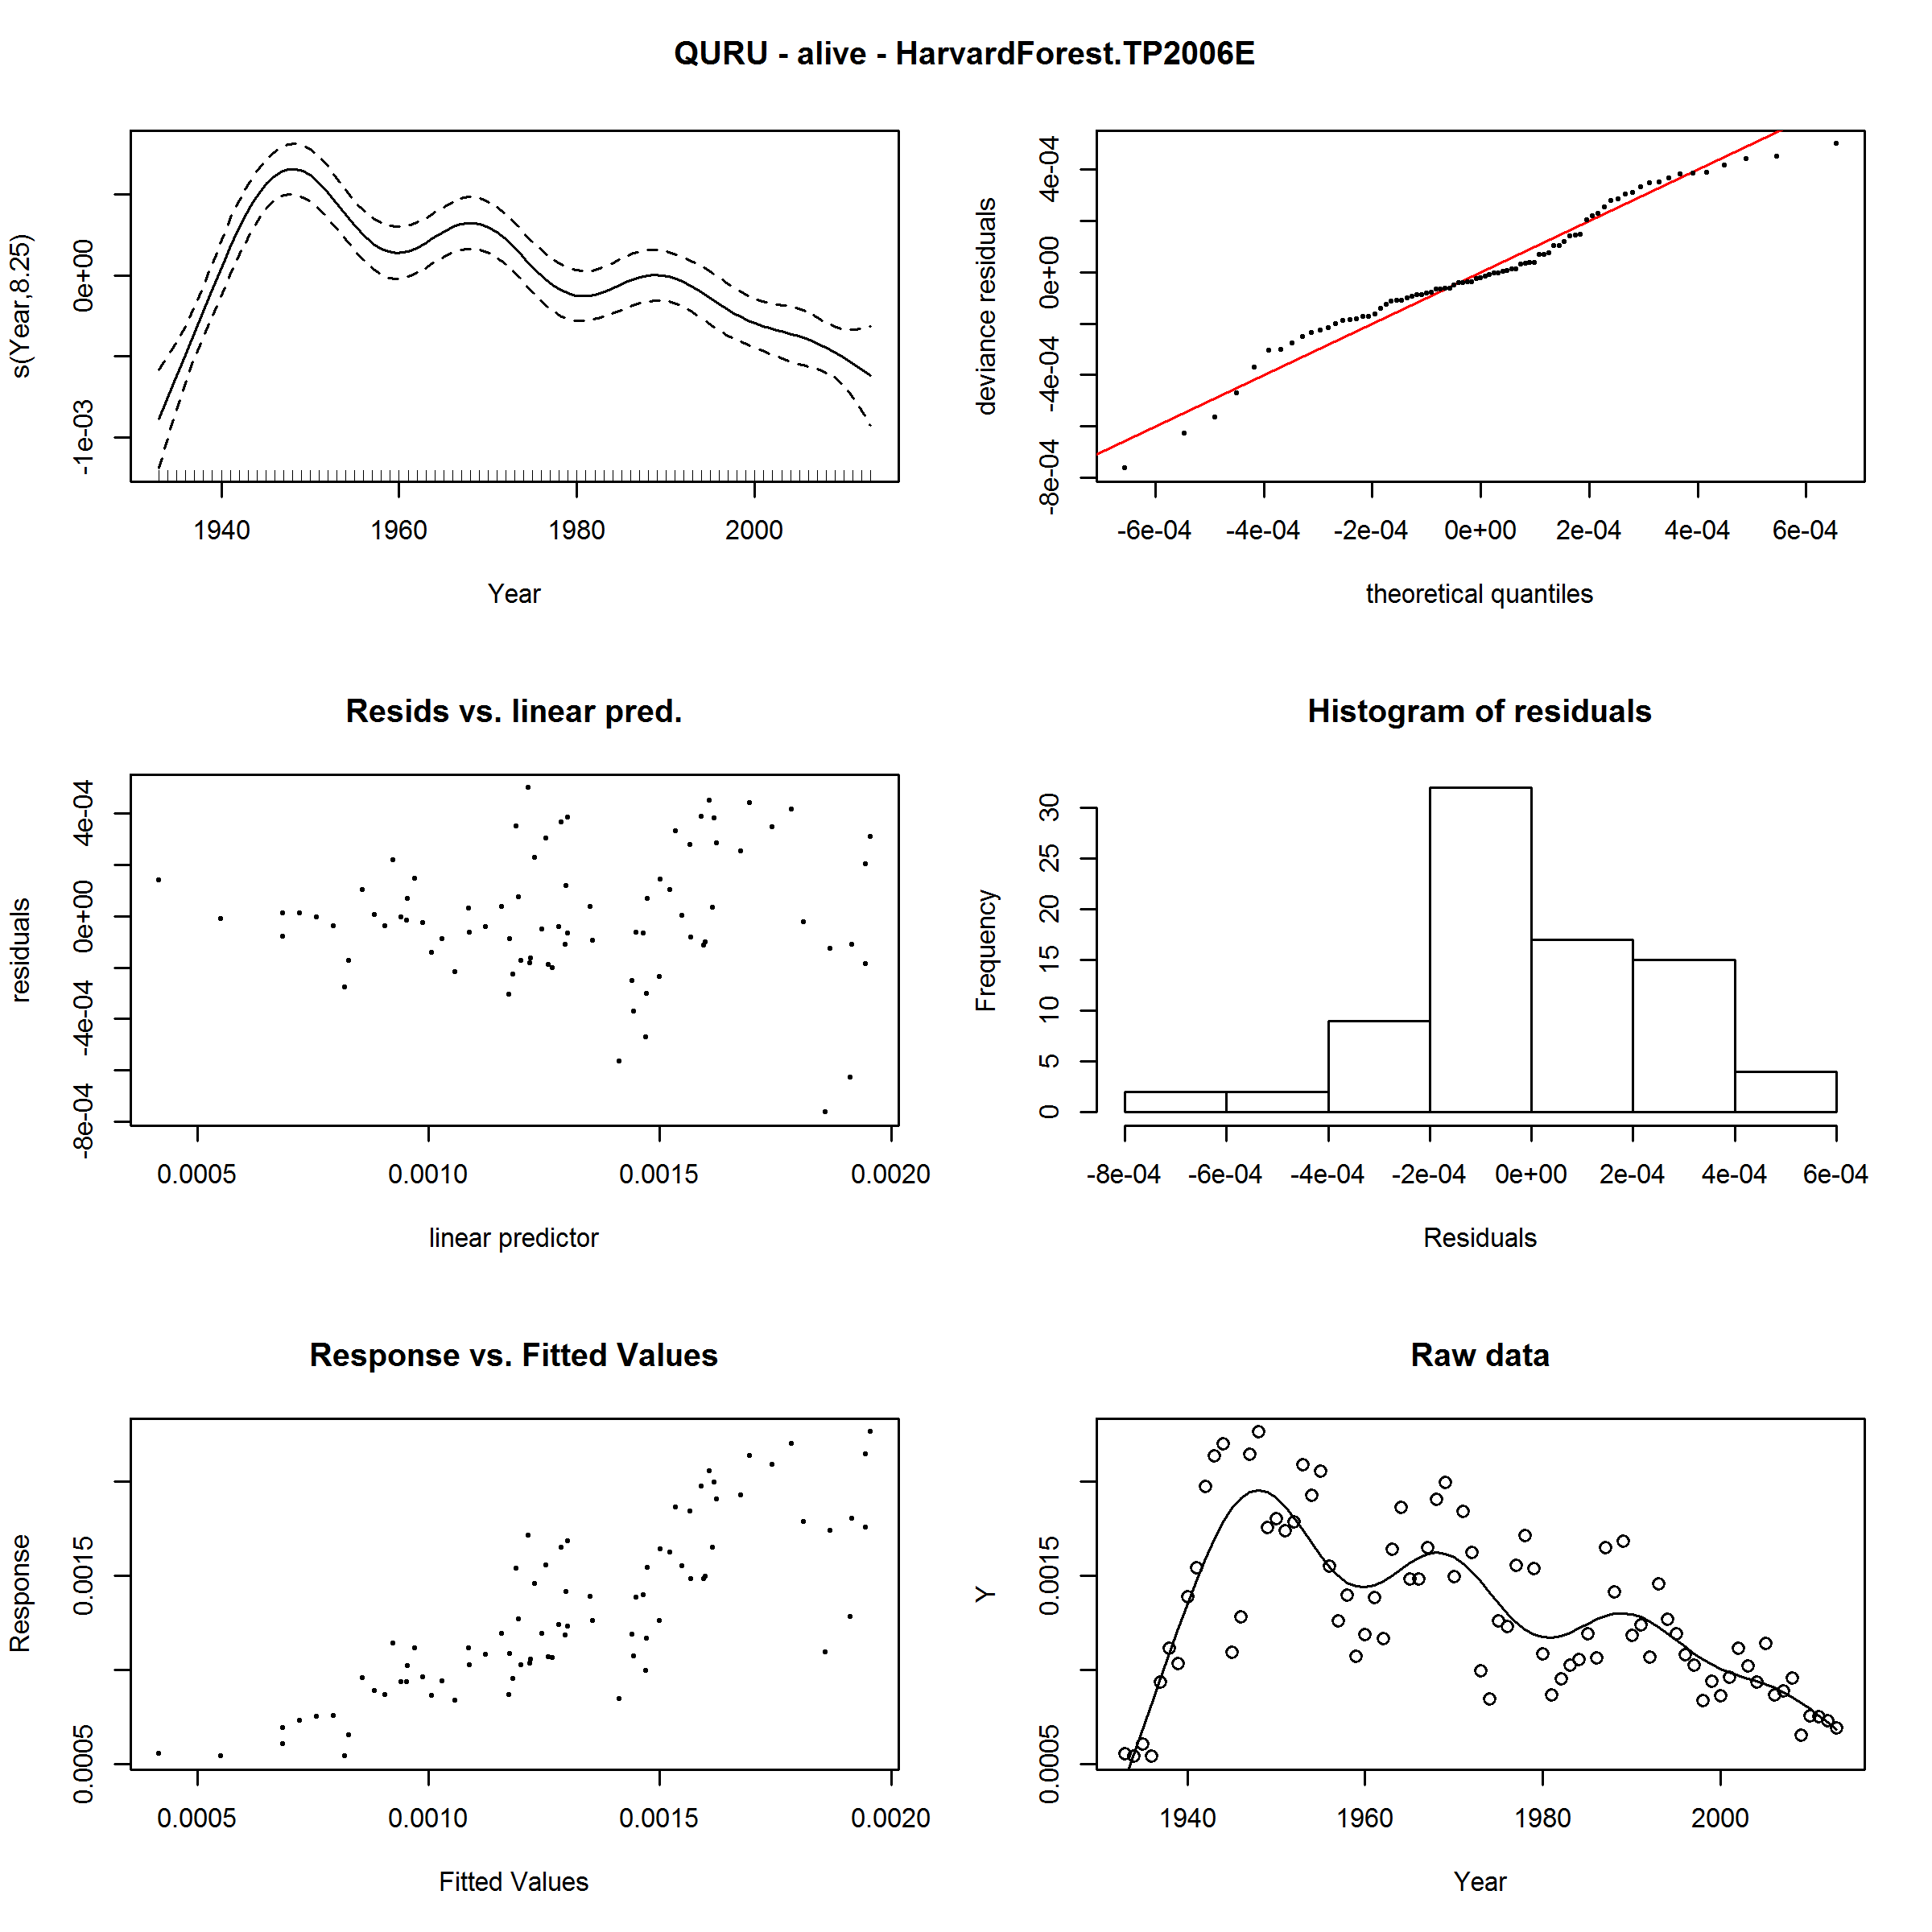 QURU - alive - HarvardForest.TP2006E
s(Year,8.25)
-1e-03 0e+00
1940 1960 1980 2000
Year
deviance residuals
-8e-04 -4e-04 0e+00 4e-04
-6e-04 -4e-04 -2e-04 0e+00 2e-04 4e-04 6e-04
theoretical quantiles
Resids vs. linear pred.
residuals
-8e-04 -4e-04 0e+00 4e-04
0.0005 0.0010 0.0015 0.0020
linear predictor
Histogram of residuals
Frequency
0 5 10 15 20 25 30
-8e-04 -6e-04 -4e-04 -2e-04 0e+00 2e-04 4e-04 6e-04
Residuals
Response vs. Fitted Values
Response
0.0005 0.0015
0.0005 0.0010 0.0015 0.0020
Fitted Values
Raw data
Y
0.0005 0.0015
1940 1960 1980 2000
Year